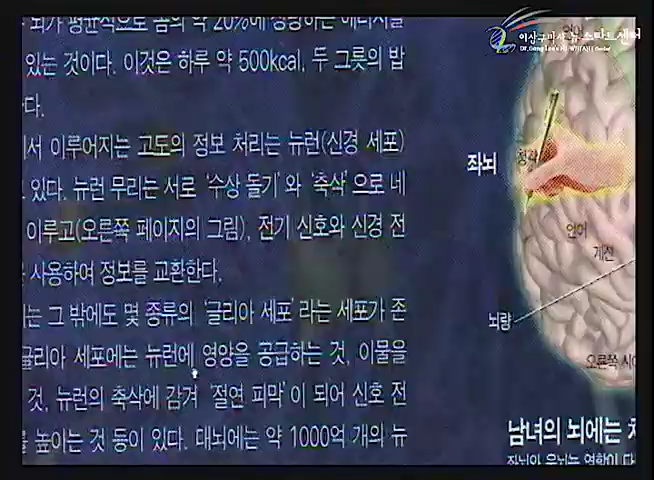 뇌가 평균적으로 몸의 약 20%에 상당하는 에너지를
있는 것이다. 이것은 하루 약 500kcal, 두 그릇의 밥
다.
서 이루어지는 고도의 정보 처리는 뉴런(신경 세포)
있다. 뉴런 무리는 서로 '수상 돌기'와 '축삭'으로 네
이루고(오른쪽 페이지의 그림), 전기 신호와 신경 전
사용하여 정보를 교환한다.
는 그 밖에도 몇 종류의 '글리아 세포'라는 세포가 존
글리아 세포에는 뉴런에 영양을 공급하는 것, 이물을
것, 뉴런의 축삭에 감겨 '절연 피막'이 되어 신호 전
높이는 것 등이 있다. 대뇌에는 약 1000억 개의 뉴
좌뇌
청각
언어
계산
뇌량
오른쪽 시
남녀의 뇌에는 차